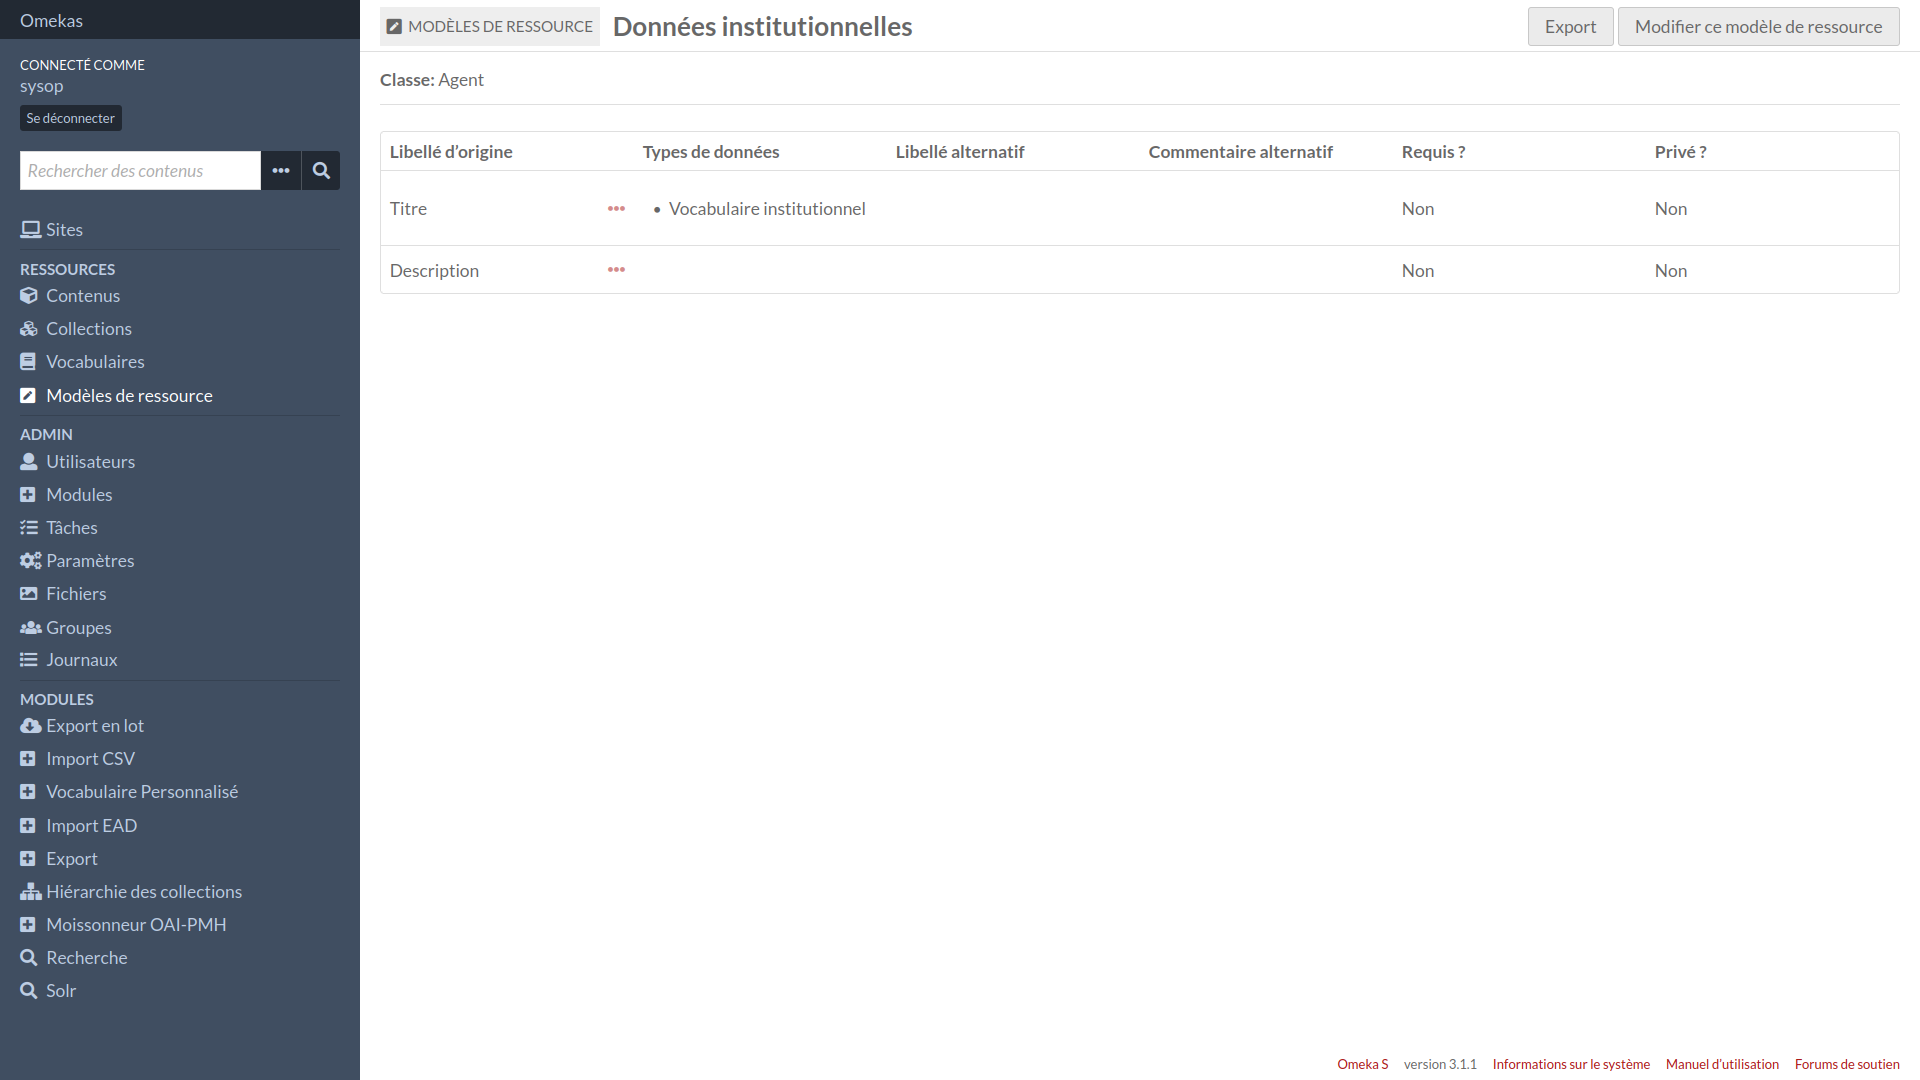 Omekas
CONNECTÉ COMME
sysop
Se déconnecter
Rechercher des contenus
Sites
RESSOURCES
Contenus
Collections
Vocabulaires
Modèles de ressource
ADMIN
Utilisateurs
Modules
Tâches
Paramètres
Fichiers
Groupes
Journaux
MODULES
Export en lot
Import CSV
Vocabulaire Personnalisé
Import EAD
Export
Hiérarchie des collections
Moissonneur OAI-PMH
Recherche
Solr
MODÈLES DE RESSOURCE Données institutionnelles Export Modifier ce modèle de ressource
Classe: Agent
Libellé d'origine Types de données Libellé alternatif Commentaire alternatif Requis ? Privé ?
Titre • Vocabulaire institutionnel Non Non
Description Non Non
Omeka S version 3.1.1 Informations sur le système Manuel d'utilisation Forums de soutien